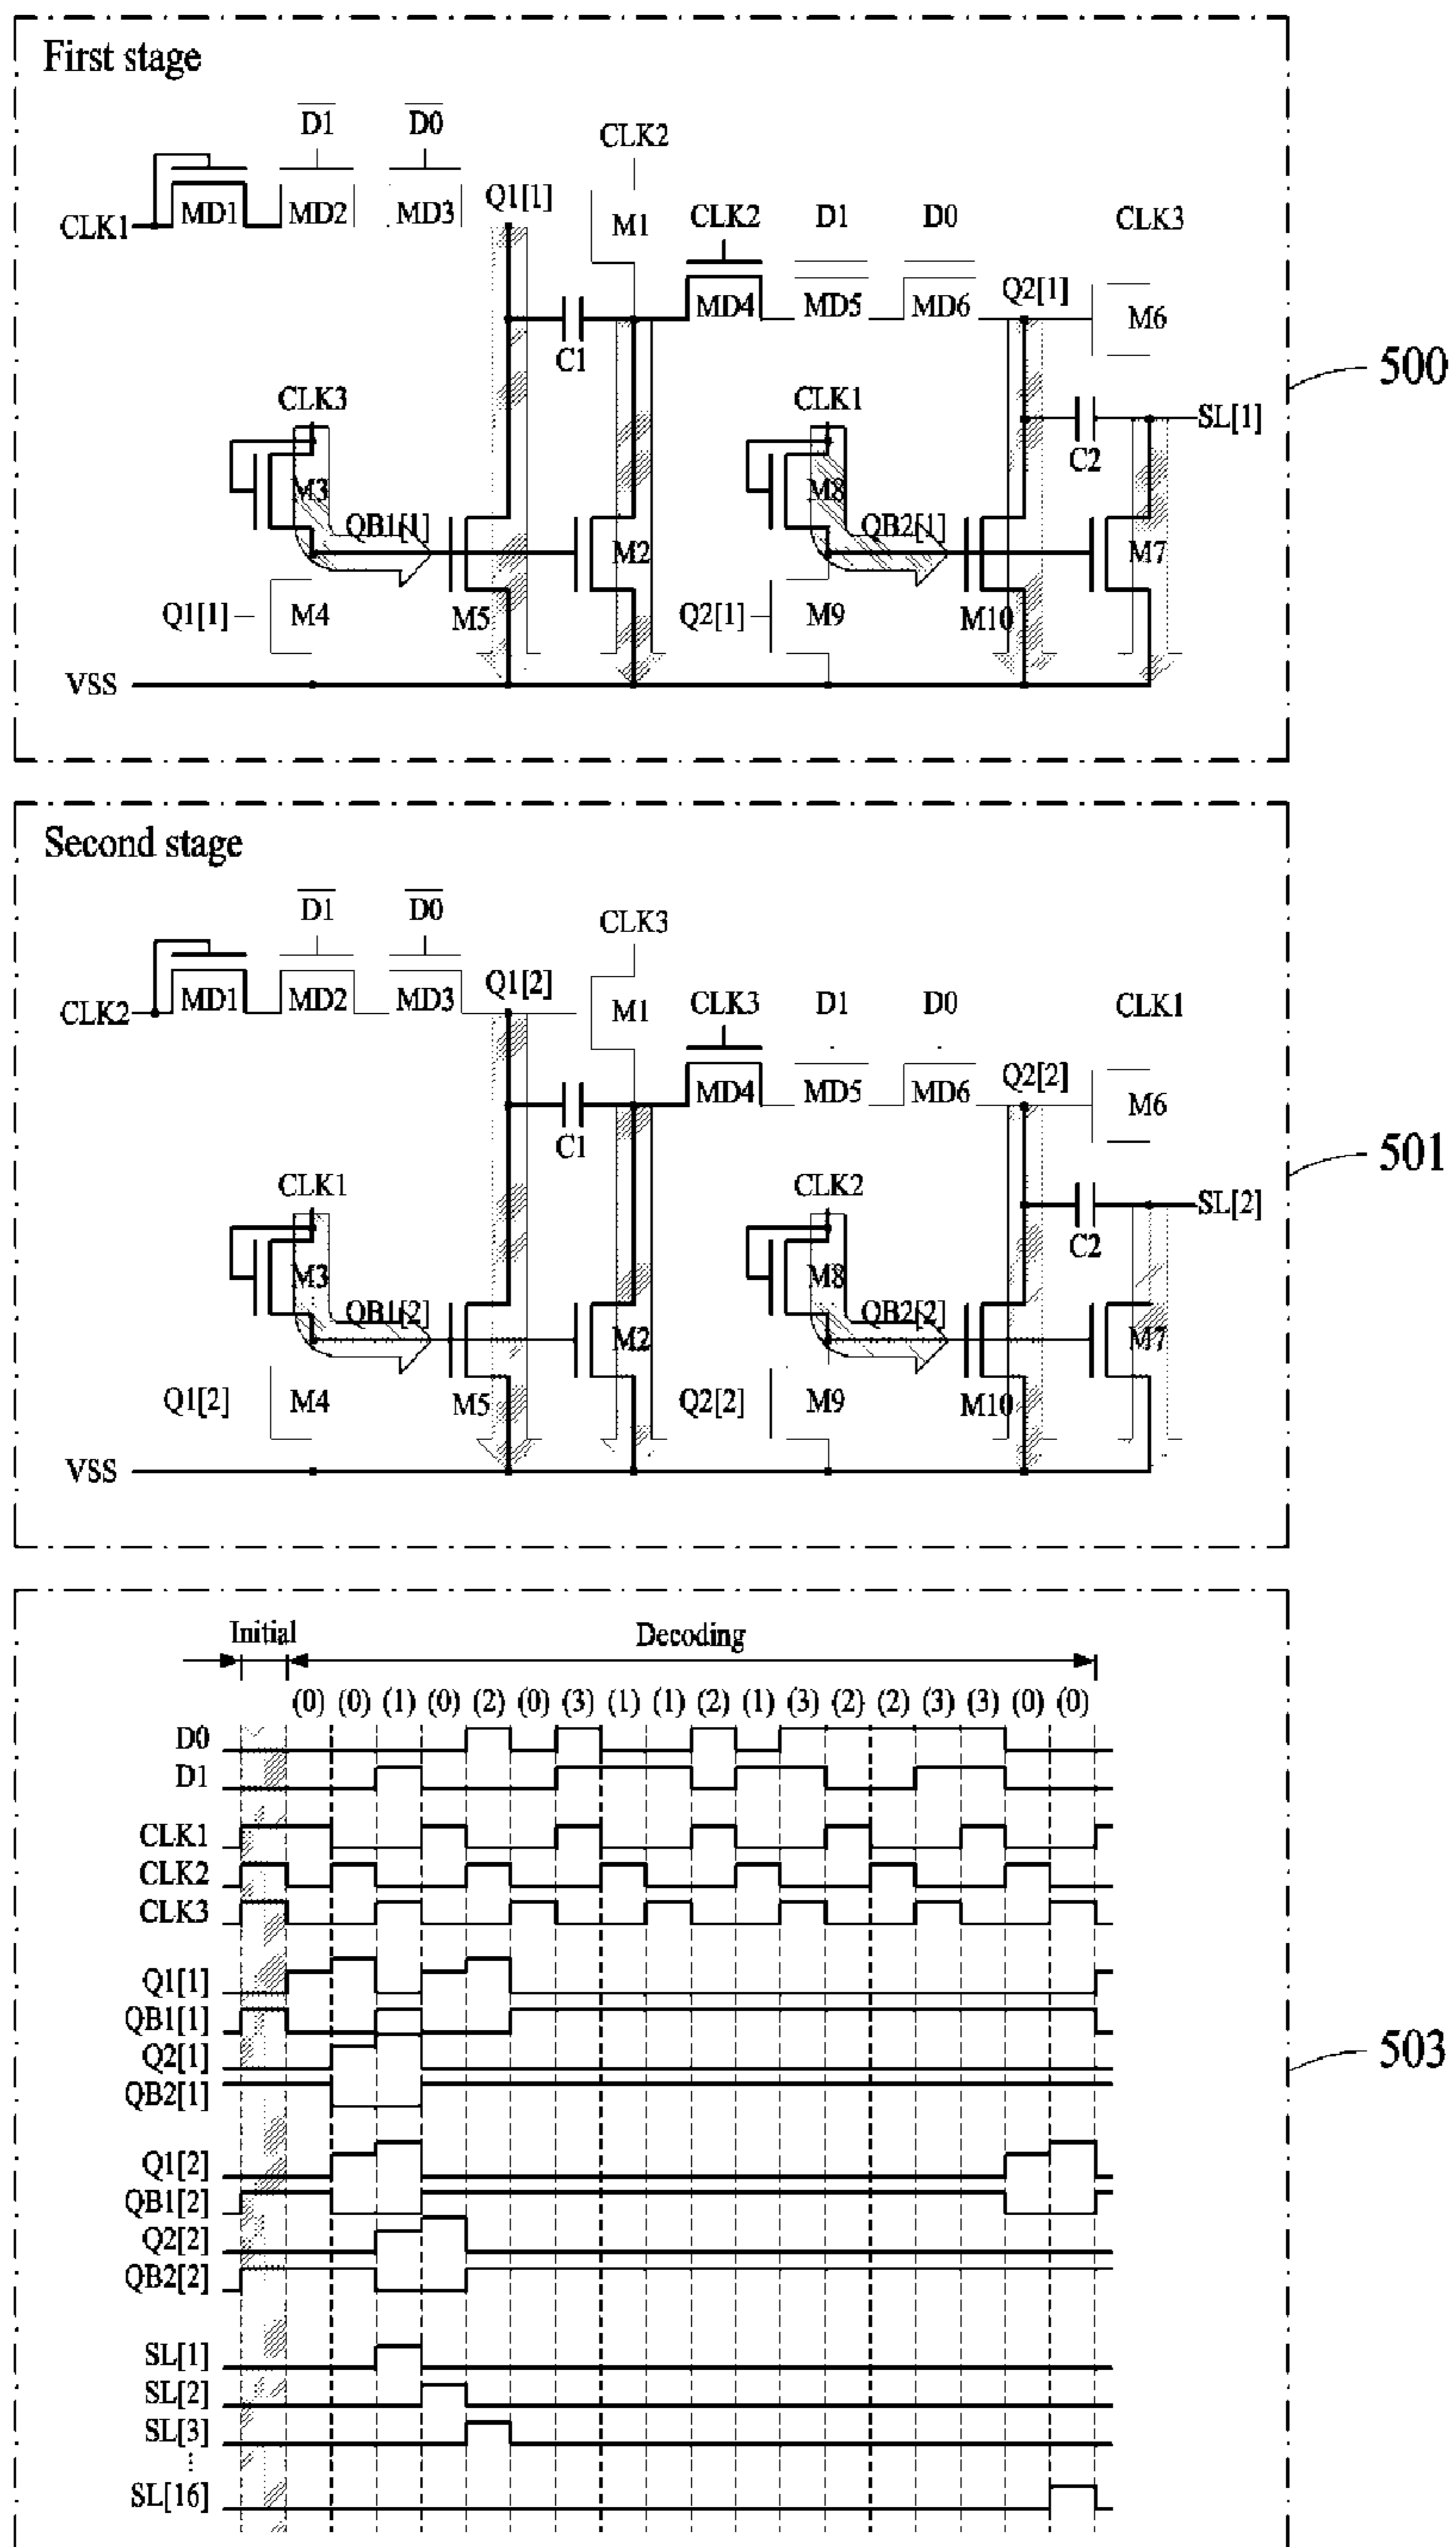 First stage
D1 D0
CLK2
CLK1 MD1 MD2 MD3 Q1[1] M1 CLK2 D1 D0 CLK3
MD4 MD5 MD6 Q2[1] M6
C1
500
CLK3 CLK1 SL[1]
C2
M3 M8
QB1[1] QB2[1]
M2 M7
Q1[1] M4 M5 Q2[1] M9 M10
VSS
Second stage
D1 D0
CLK3
CLK2 MD1 MD2 MD3 Q1[2] M1 CLK3 D1 D0 CLK1
MD4 MD5 MD6 Q2[2] M6
C1
501
CLK1 CLK2 SL[2]
C2
M3 M8
QB1[2] QB2[2]
M2 M7
Q1[2] M4 M5 Q2[2] M9 M10
VSS
Initial Decoding
(0) (0) (1) (0) (2) (0) (3) (1) (1) (2) (1) (3) (2) (2) (3) (3) (0) (0)
D0
D1
CLK1
CLK2
CLK3
Q1[1]
QB1[1]
Q2[1]
503
QB2[1]
Q1[2]
QB1[2]
Q2[2]
QB2[2]
SL[1]
SL[2]
SL[3]
SL[16]